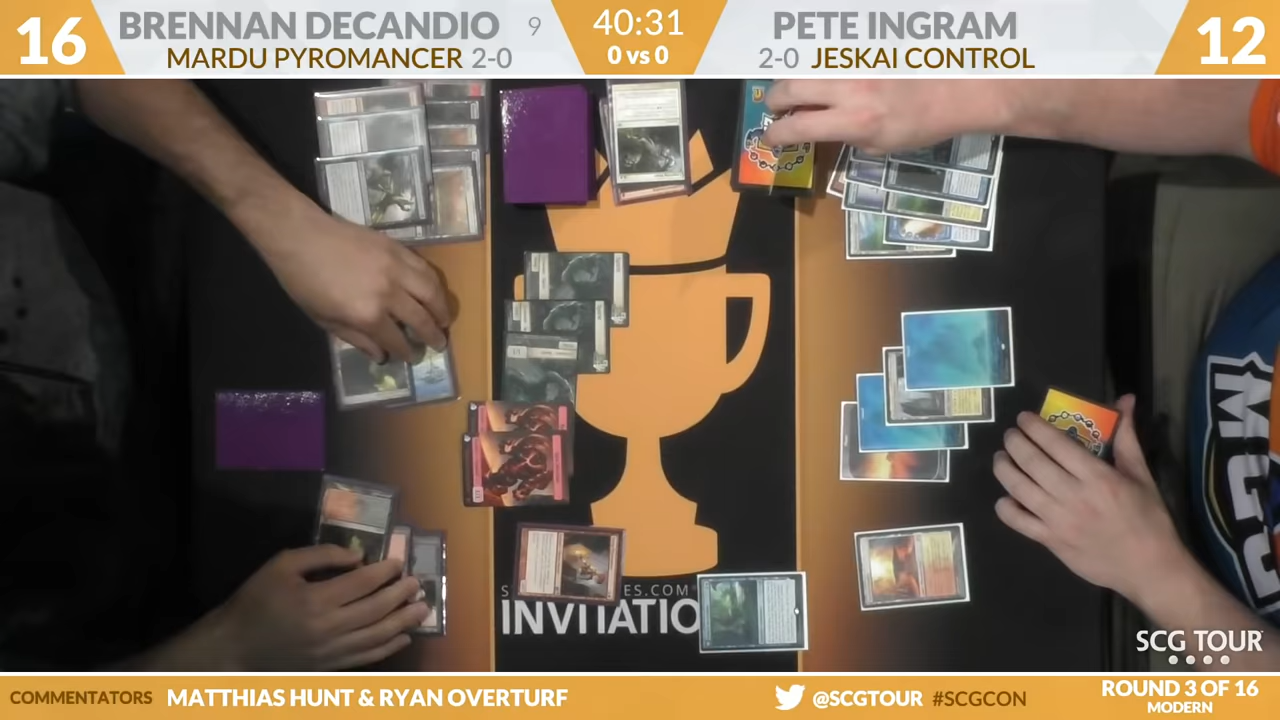 16
BRENNAN DECANDIO 9
MARDU PYROMANCER 2-0
40:31
0 vs 0
PETE INGRAM
2-0 JESKAI CONTROL
12
INVITATIO
SCG TOUR
COMMENTATORS MATTHIAS HUNT & RYAN OVERTURF
@SCGTOUR #SCGCON
ROUND 3 OF 16
MODERN